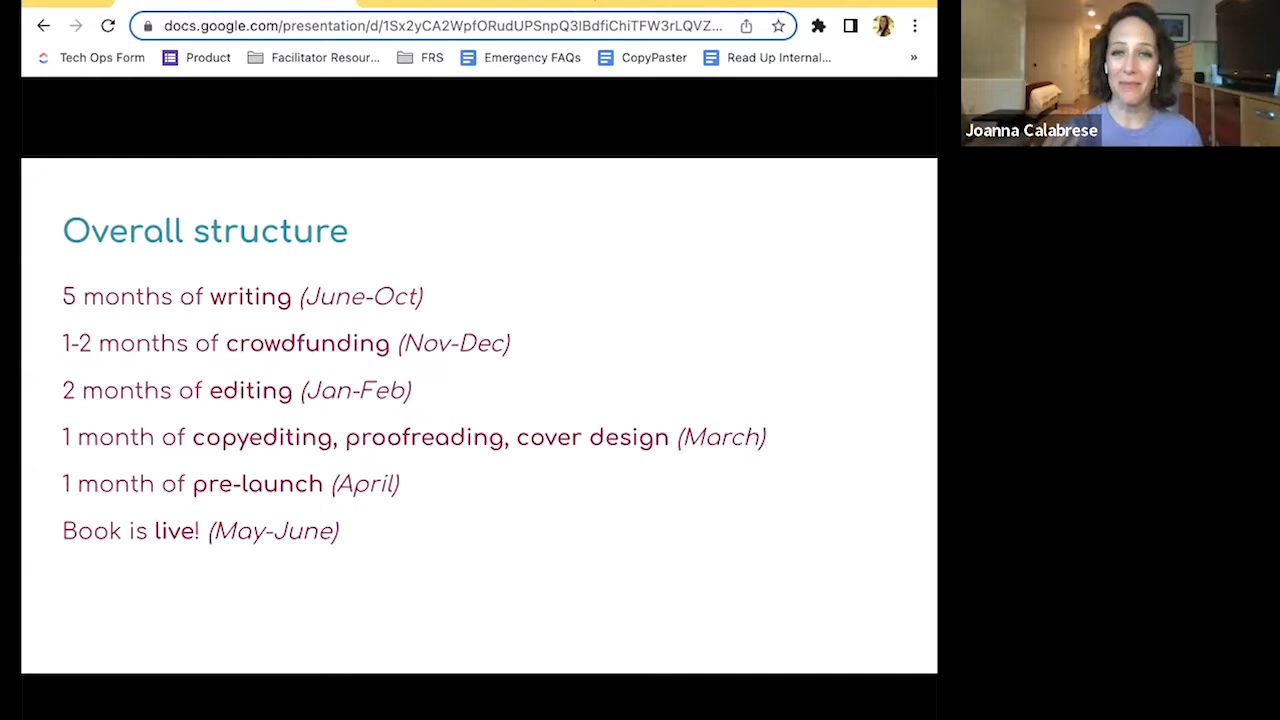 docs.google.com/presentation/d/1Sx2yCA2WpfORudUPSnpQ3lBdfiChiTFW3rLQVZ...
Tech Ops Form Product Facilitator Resour... FRS Emergency FAQs CopyPaster Read Up Internal... »
Joanna Calabrese
Overall structure
5 months of writing (June-Oct)
1-2 months of crowdfunding (Nov-Dec)
2 months of editing (Jan-Feb)
1 month of copyediting, proofreading, cover design (March)
1 month of pre-launch (April)
Book is live! (May-June)